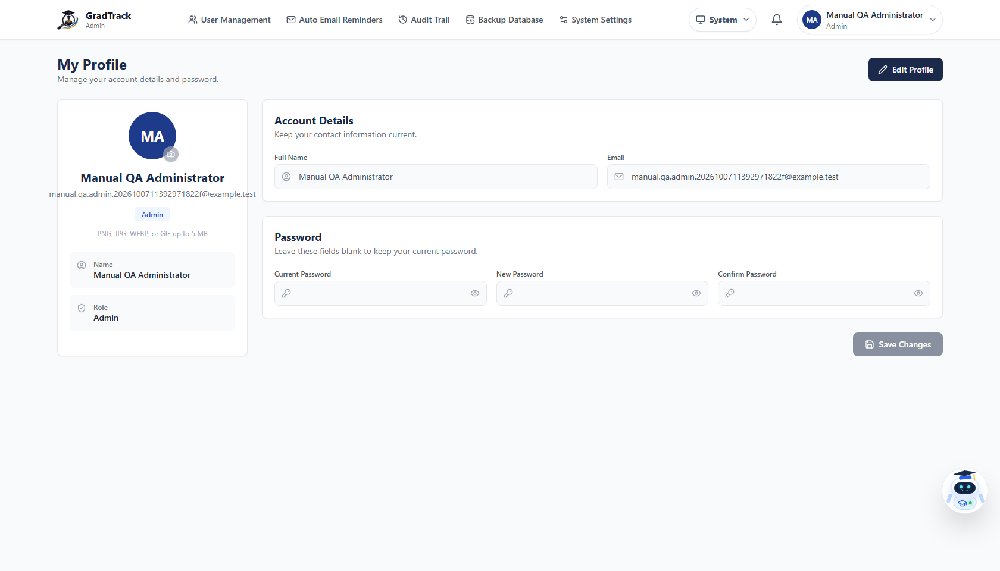 GradTrack
Admin
User Management
Auto Email Reminders
Audit Trail
Backup Database
System Settings
System
MA
Manual QA Administrator
Admin
My Profile
Manage your account details and password.
Edit Profile
MA
Manual QA Administrator
manual.qa.admin.2026100711392971822f@example.test
Admin
PNG, JPG, WEBP, or GIF up to 5 MB
Name
Manual QA Administrator
Role
Admin
Account Details
Keep your contact information current.
Full Name
Manual QA Administrator
Email
manual.qa.admin.2026100711392971822f@example.test
Password
Leave these fields blank to keep your current password.
Current Password
New Password
Confirm Password
Save Changes